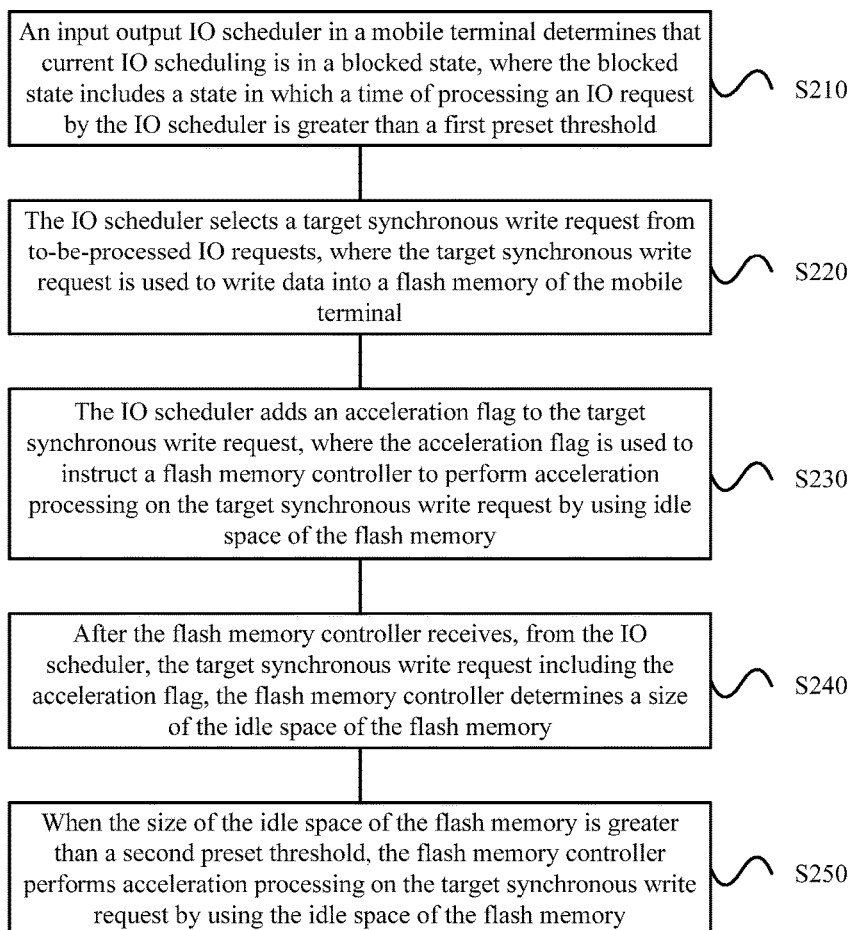 An input output IO scheduler in a mobile terminal determines that
current IO scheduling is in a blocked state, where the blocked
state includes a state in which a time of processing an IO request
by the IO scheduler is greater than a first preset threshold
S210
The IO scheduler selects a target synchronous write request from
to-be-processed IO requests, where the target synchronous write
request is used to write data into a flash memory of the mobile
terminal
S220
The IO scheduler adds an acceleration flag to the target
synchronous write request, where the acceleration flag is used to
instruct a flash memory controller to perform acceleration
processing on the target synchronous write request by using idle
space of the flash memory
S230
After the flash memory controller receives, from the IO
scheduler, the target synchronous write request including the
acceleration flag, the flash memory controller determines a size
of the idle space of the flash memory
S240
When the size of the idle space of the flash memory is greater
than a second preset threshold, the flash memory controller
performs acceleration processing on the target synchronous write
request by using the idle space of the flash memory
S250